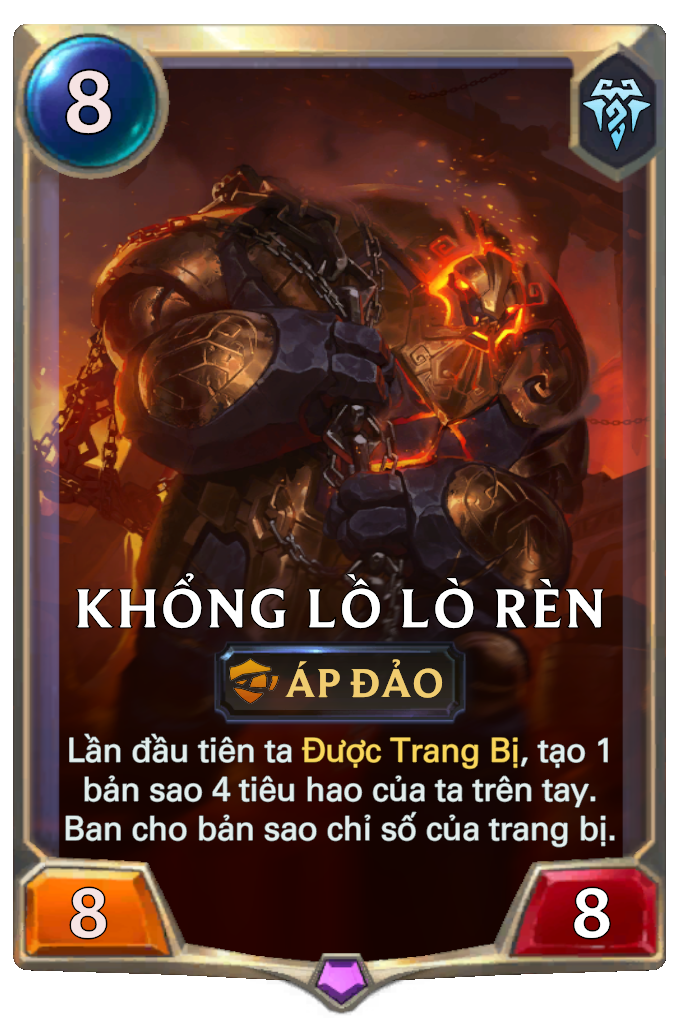 8
KHỔNG LỒ LÒ RÈN
ÁP ĐẢO
Lần đầu tiên ta Được Trang Bị, tạo 1
bản sao 4 tiêu hao của ta trên tay.
Ban cho bản sao chỉ số của trang bị.
8
8